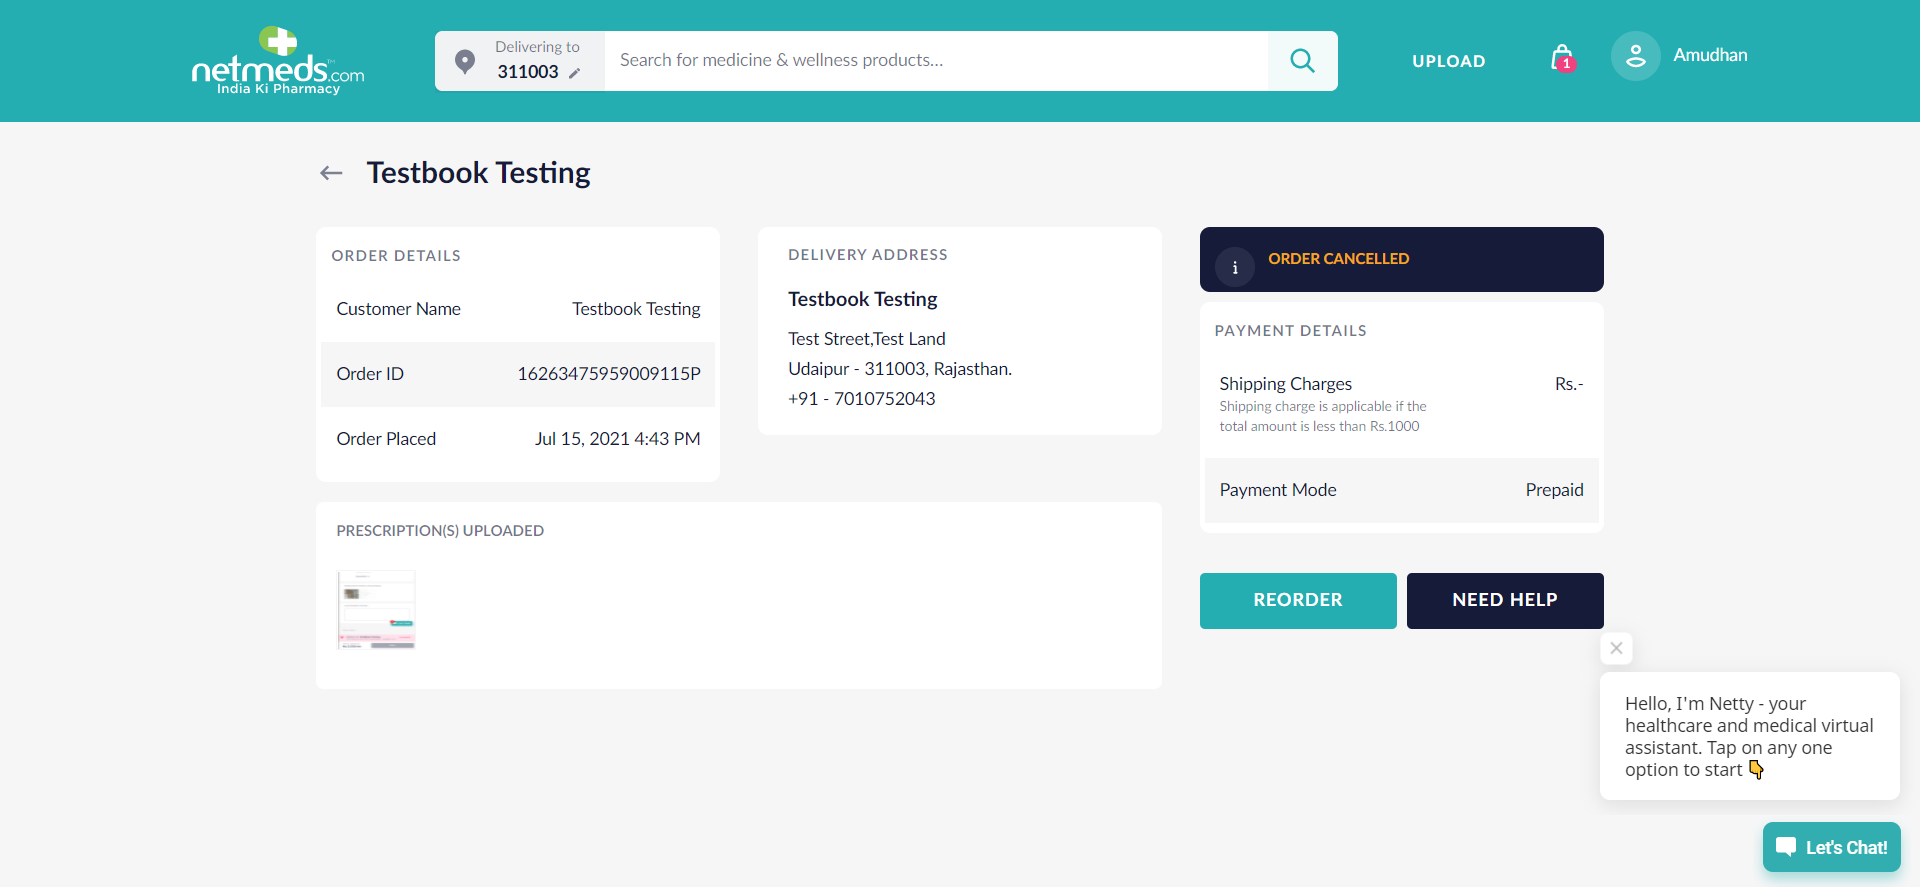 netmeds.com
India Ki Pharmacy
Delivering to
311003
Search for medicine & wellness products...
UPLOAD
1
Amudhan
Testbook Testing
ORDER DETAILS
Customer Name Testbook Testing
Order ID 16263475959009115P
Order Placed Jul 15, 2021 4:43 PM
DELIVERY ADDRESS
Testbook Testing
Test Street,Test Land
Udaipur - 311003, Rajasthan.
+91 - 7010752043
i ORDER CANCELLED
PAYMENT DETAILS
Shipping Charges Rs.-
Shipping charge is applicable if the
total amount is less than Rs.1000
Payment Mode Prepaid
PRESCRIPTION(S) UPLOADED
REORDER
NEED HELP
Hello, I'm Netty - your
healthcare and medical virtual
assistant. Tap on any one
option to start 👇
Let's Chat!